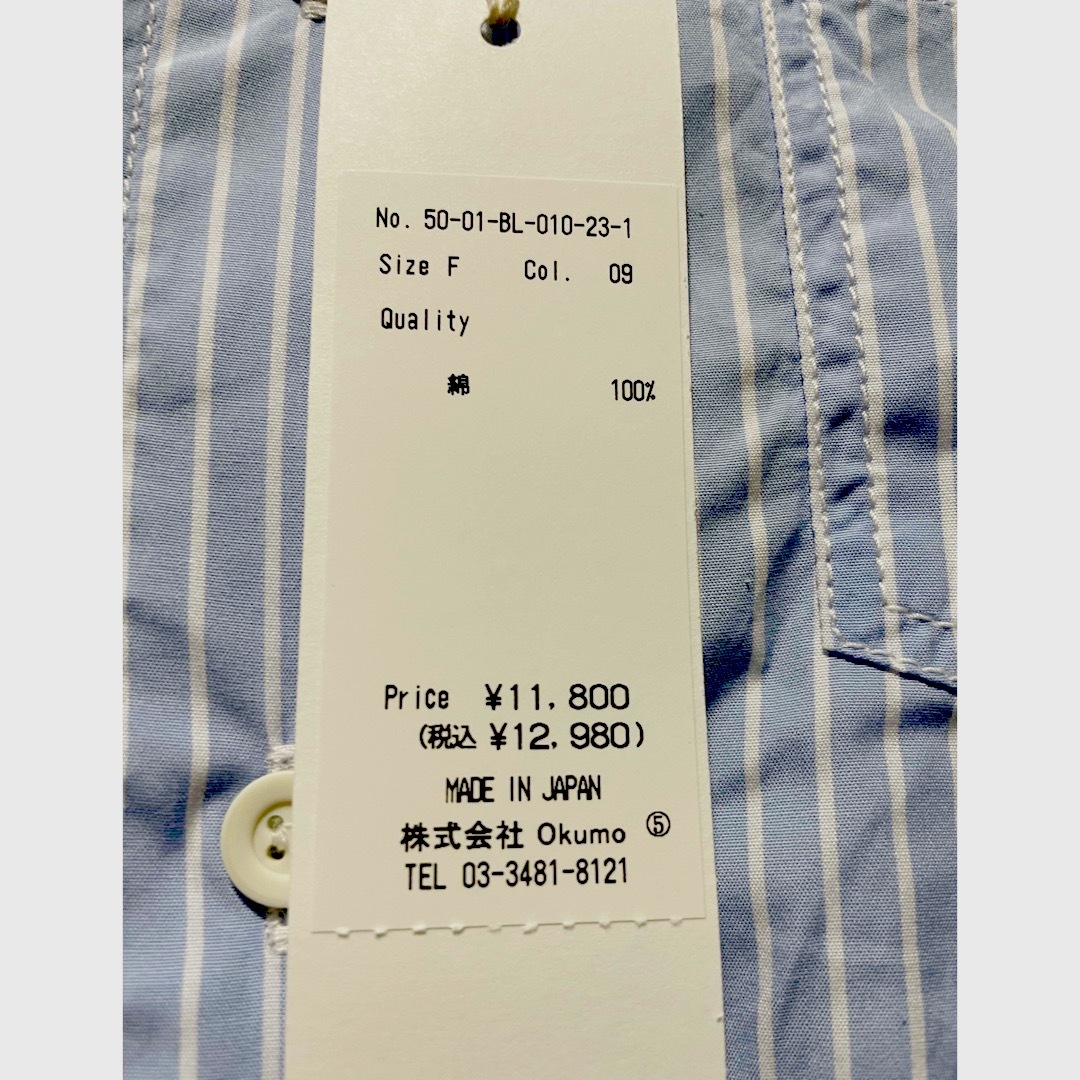 No. 50-01-BL-010-23-1
Size F Col. 09
Quality
綿 100%
Price ¥11,800
(税込 ¥12,980)
MADE IN JAPAN
株式会社 Okumo ⑤
TEL 03-3481-8121